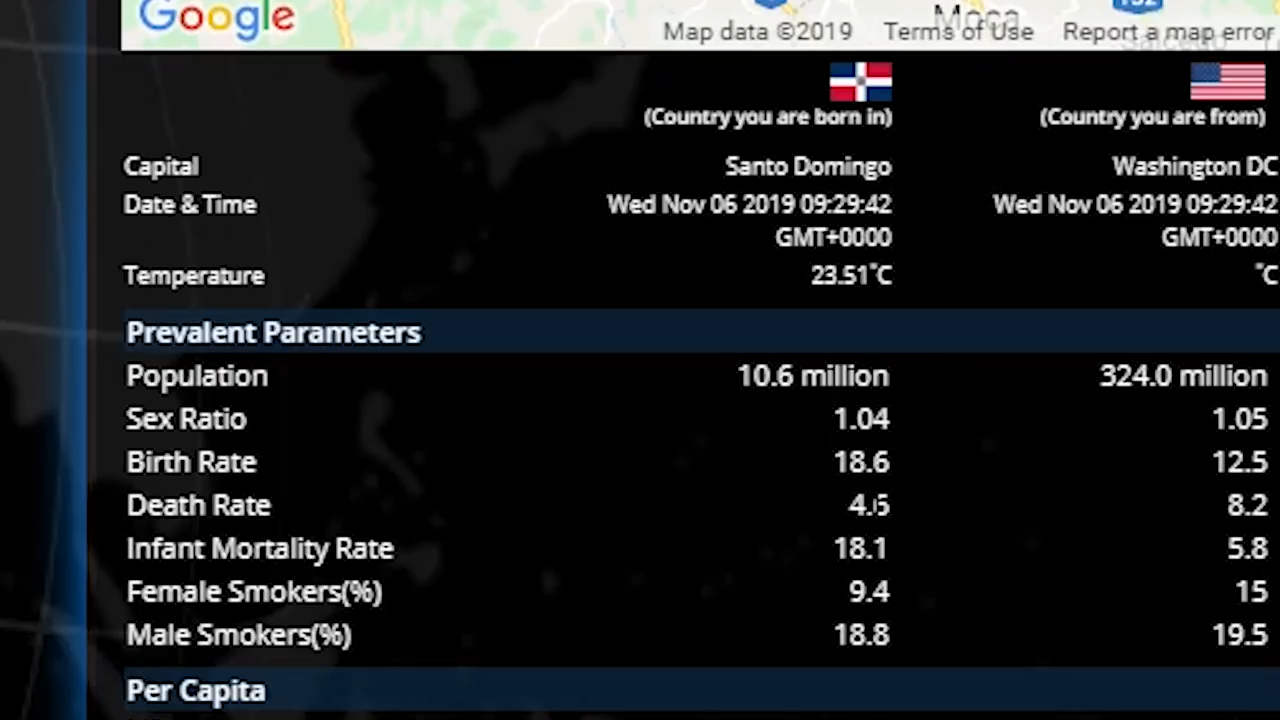 Google
Map data ©2019 Terms of Use Report a map error
Moca
(Country you are born in) (Country you are from)
Capital Santo Domingo Washington DC
Date & Time Wed Nov 06 2019 09:29:42 Wed Nov 06 2019 09:29:42
GMT+0000 GMT+0000
Temperature 23.51°C °C
Prevalent Parameters
Population 10.6 million 324.0 million
Sex Ratio 1.04 1.05
Birth Rate 18.6 12.5
Death Rate 8.2
Infant Mortality Rate 18.1 5.8
Female Smokers(%) 9.4 15
Male Smokers(%) 18.8 19.5
Per Capita